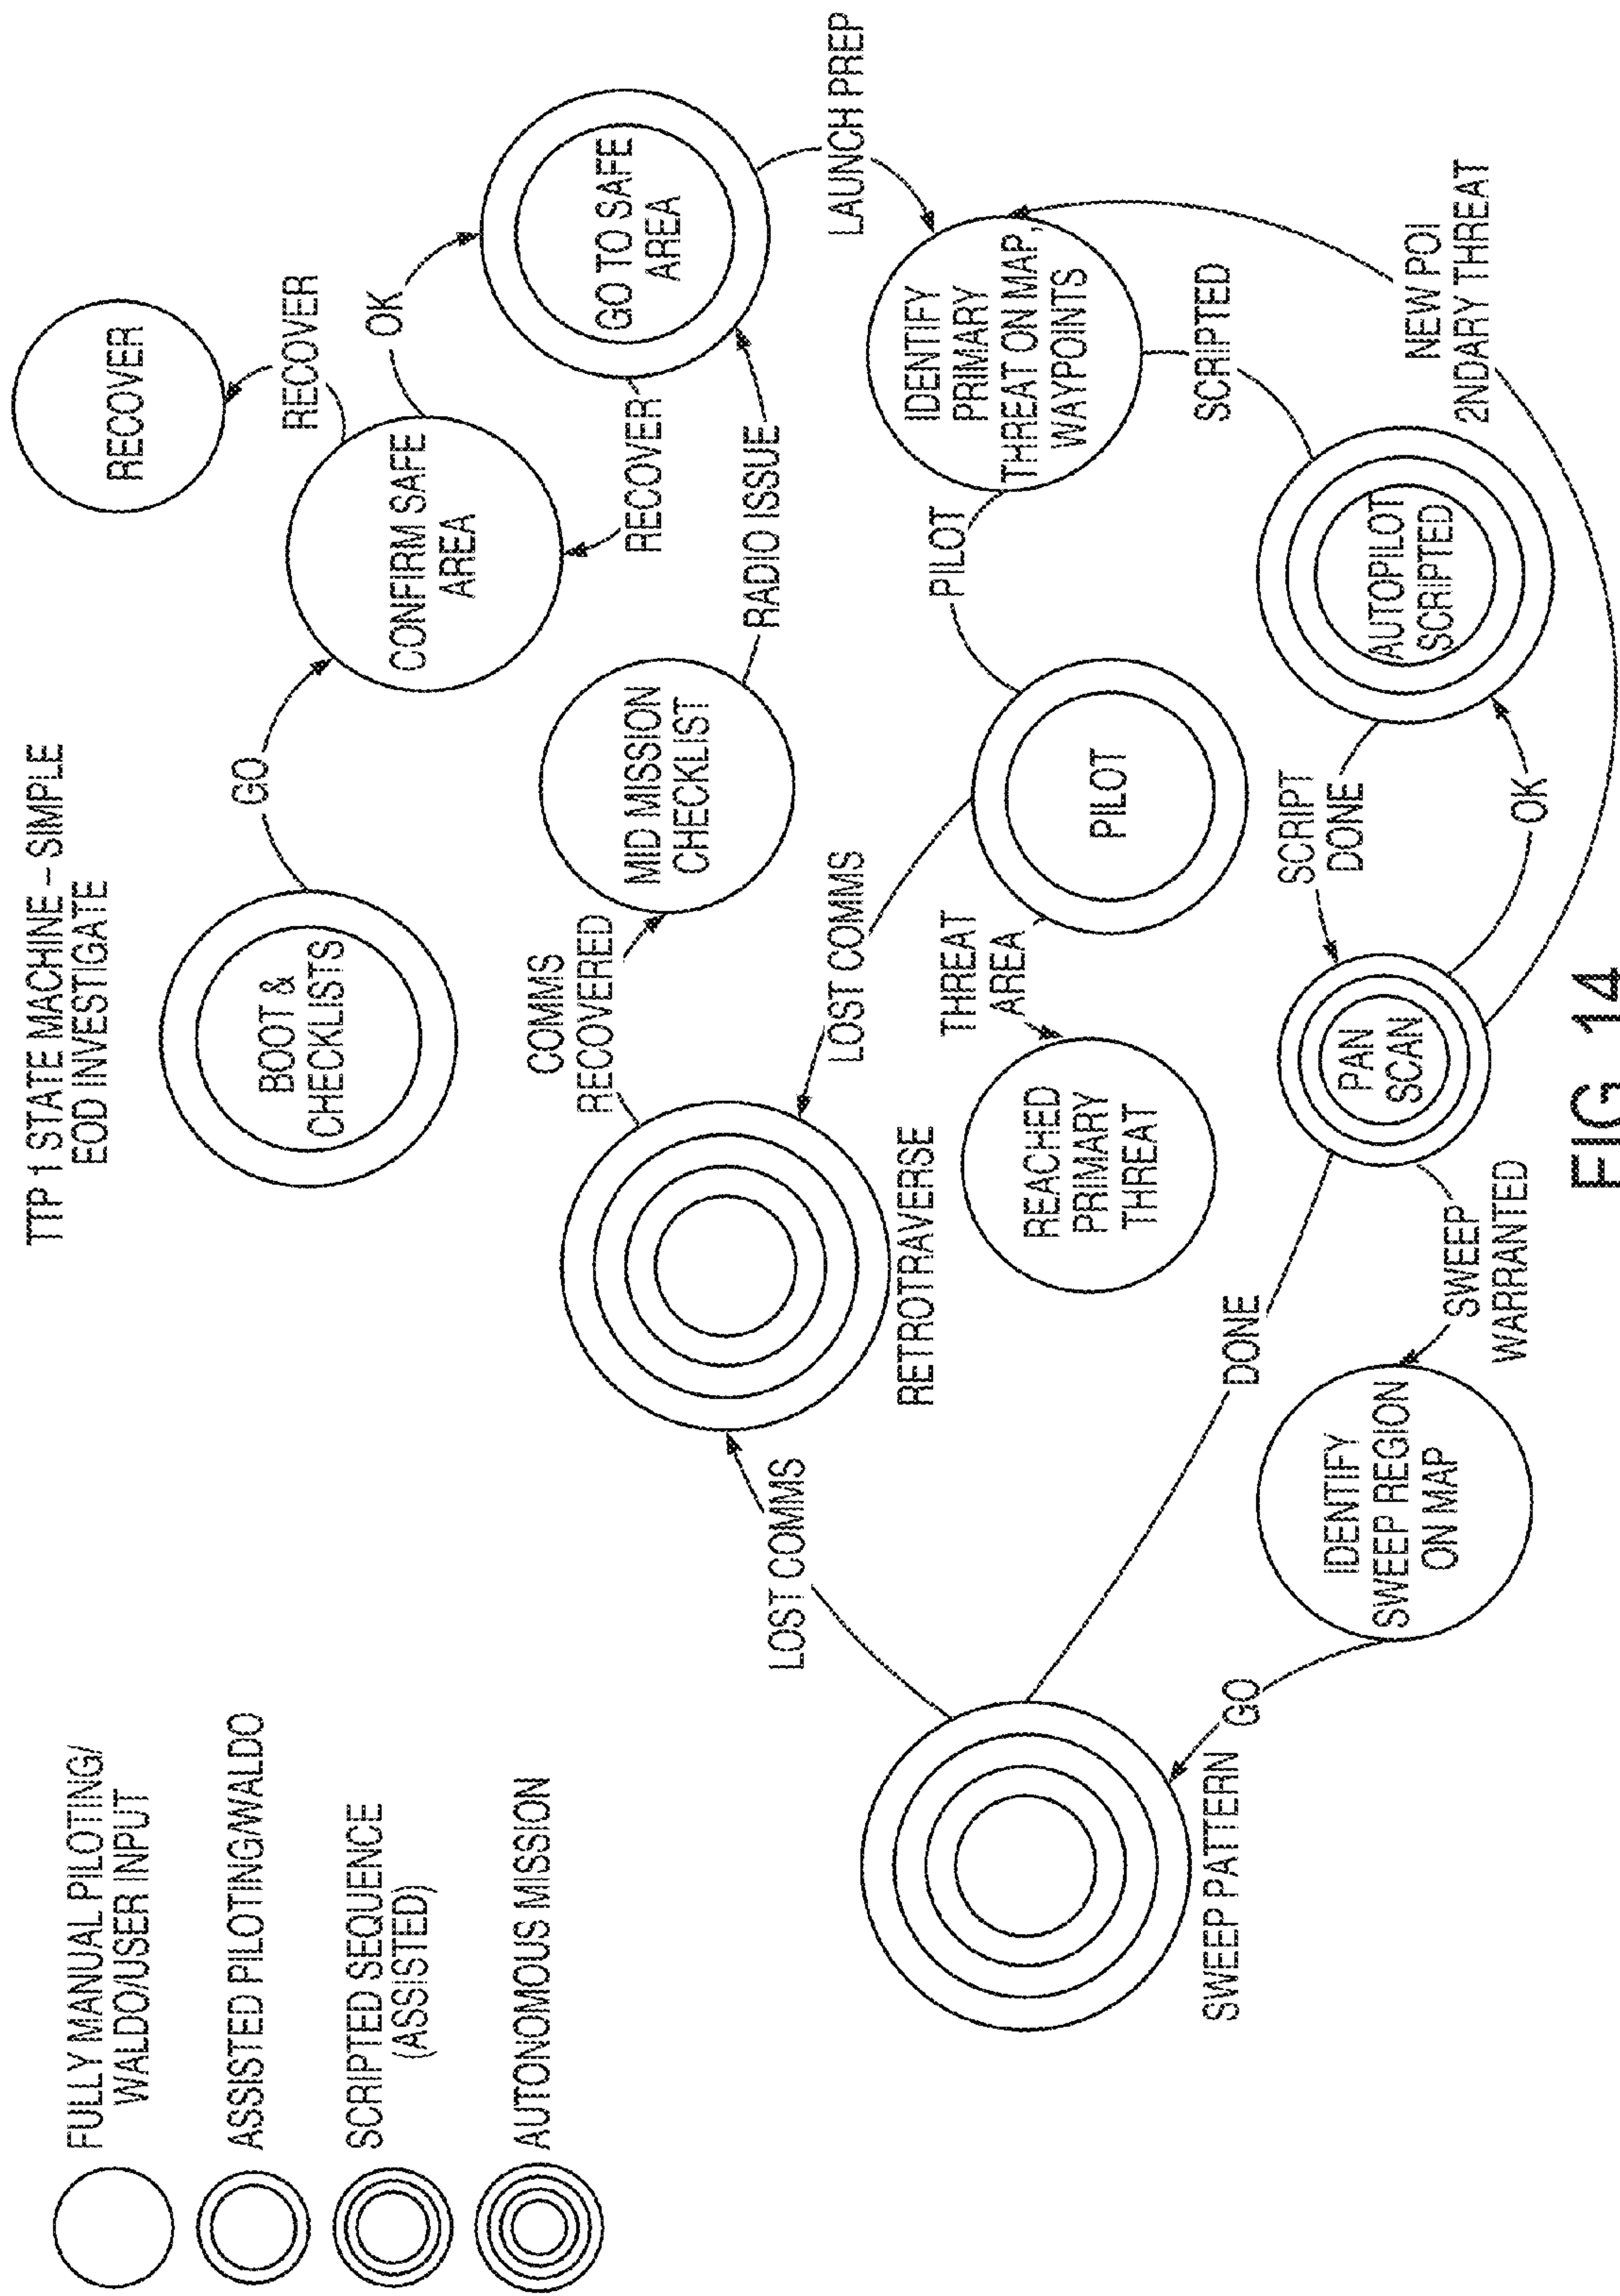 TTP 1 STATE MACHINE – SIMPLE
EOD INVESTIGATE
FULLY MANUAL PILOTING/
WALDO/USER INPUT
ASSISTED PILOTING/WALDO
SCRIPTED SEQUENCE
(ASSISTED)
AUTONOMOUS MISSION
BOOT &
CHECKLISTS
GO
CONFIRM SAFE
AREA
RECOVER
RECOVER
OK
GO TO SAFE
AREA
RECOVER
COMMS
RECOVERED
MID MISSION
CHECKLIST
RADIO ISSUE
LAUNCH PREP
RETROTRAVERSE
LOST COMMS
LOST COMMS
THREAT
AREA
REACHED
PRIMARY
THREAT
PILOT
PILOT
IDENTIFY
PRIMARY
THREAT ON MAP,
WAYPOINTS
SCRIPTED
AUTOPILOT
SCRIPTED
SCRIPT
DONE
OK
NEW POI
2NDARY THREAT
PAN
SCAN
DONE
SWEEP
WARRANTED
IDENTIFY
SWEEP REGION
ON MAP
GO
SWEEP PATTERN
FIG. 14